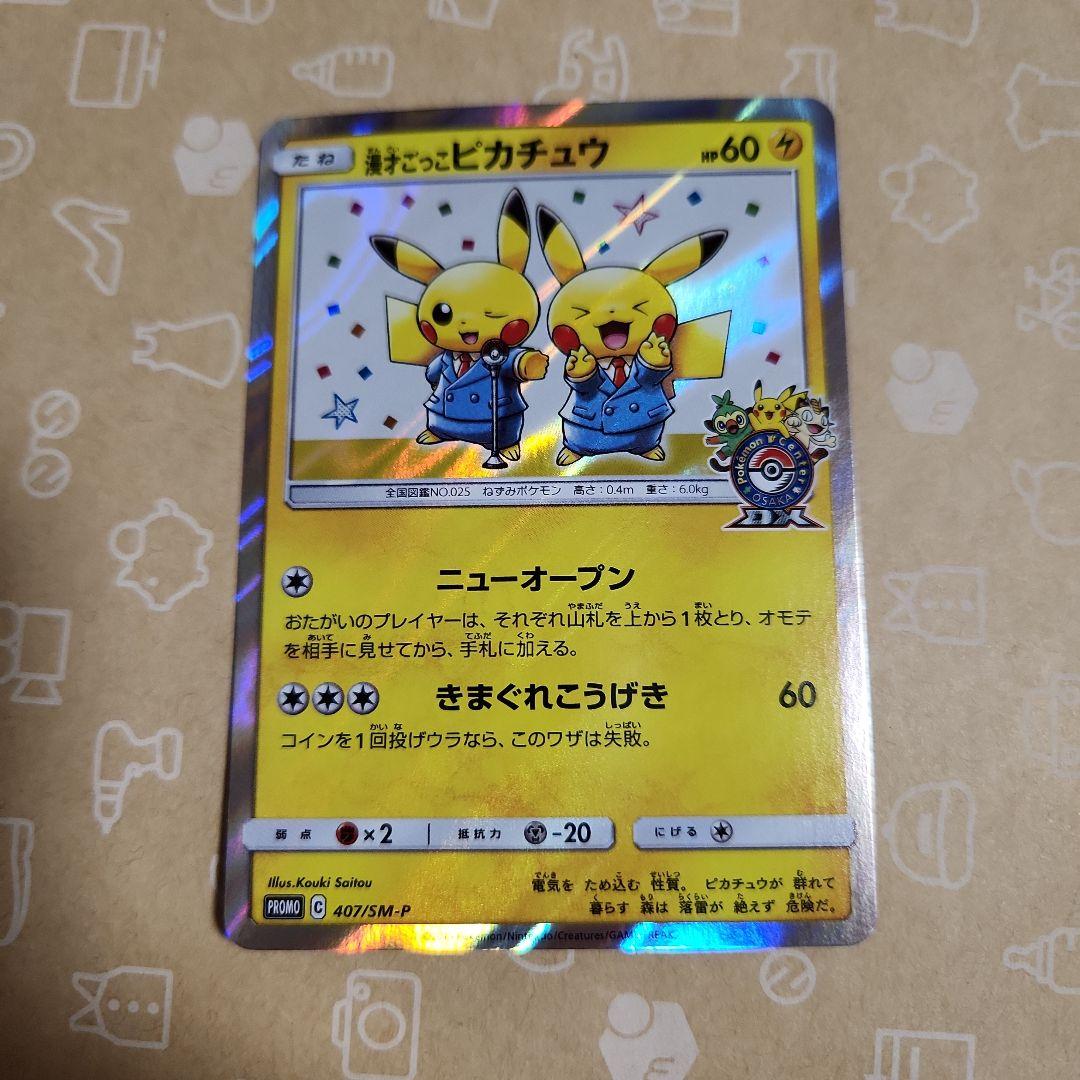 たね 漫才ごっこピカチュウ HP60
全国図鑑NO.025 ねずみポケモン 高さ:0.4m 重さ:6.0kg
Pokémon Center
OSAKA
DX
ニューオープン
おたがいのプレイヤーは、それぞれ山札を上から1枚とり、オモテ
を相手に見せてから、手札に加える。
きまぐれこうげき 60
コインを1回投げウラなら、このワザは失敗。
弱点 ×2 抵抗力 -20 にげる
Illus.Kouki Saitou
電気を ため込む 性質。 ピカチュウが 群れて
暮らす 森は 落雷が 絶えず 危険だ。
PROMO C 407/SM-P
Pokémon/Nintendo/Creatures/GAME FREAK.